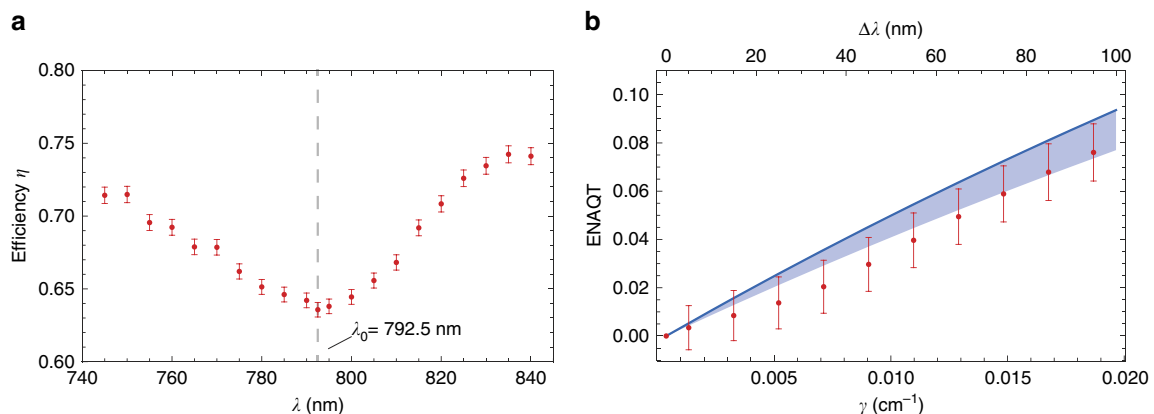 a
Efficiency η
0.80
0.75
0.70
0.65
0.60
λ0= 792.5 nm
740 760 780 800 820 840
λ (nm)
b
Δλ (nm)
0 20 40 60 80 100
ENAQT
0.10
0.08
0.06
0.04
0.02
0.00
0.005 0.010 0.015 0.020
γ (cm−1)